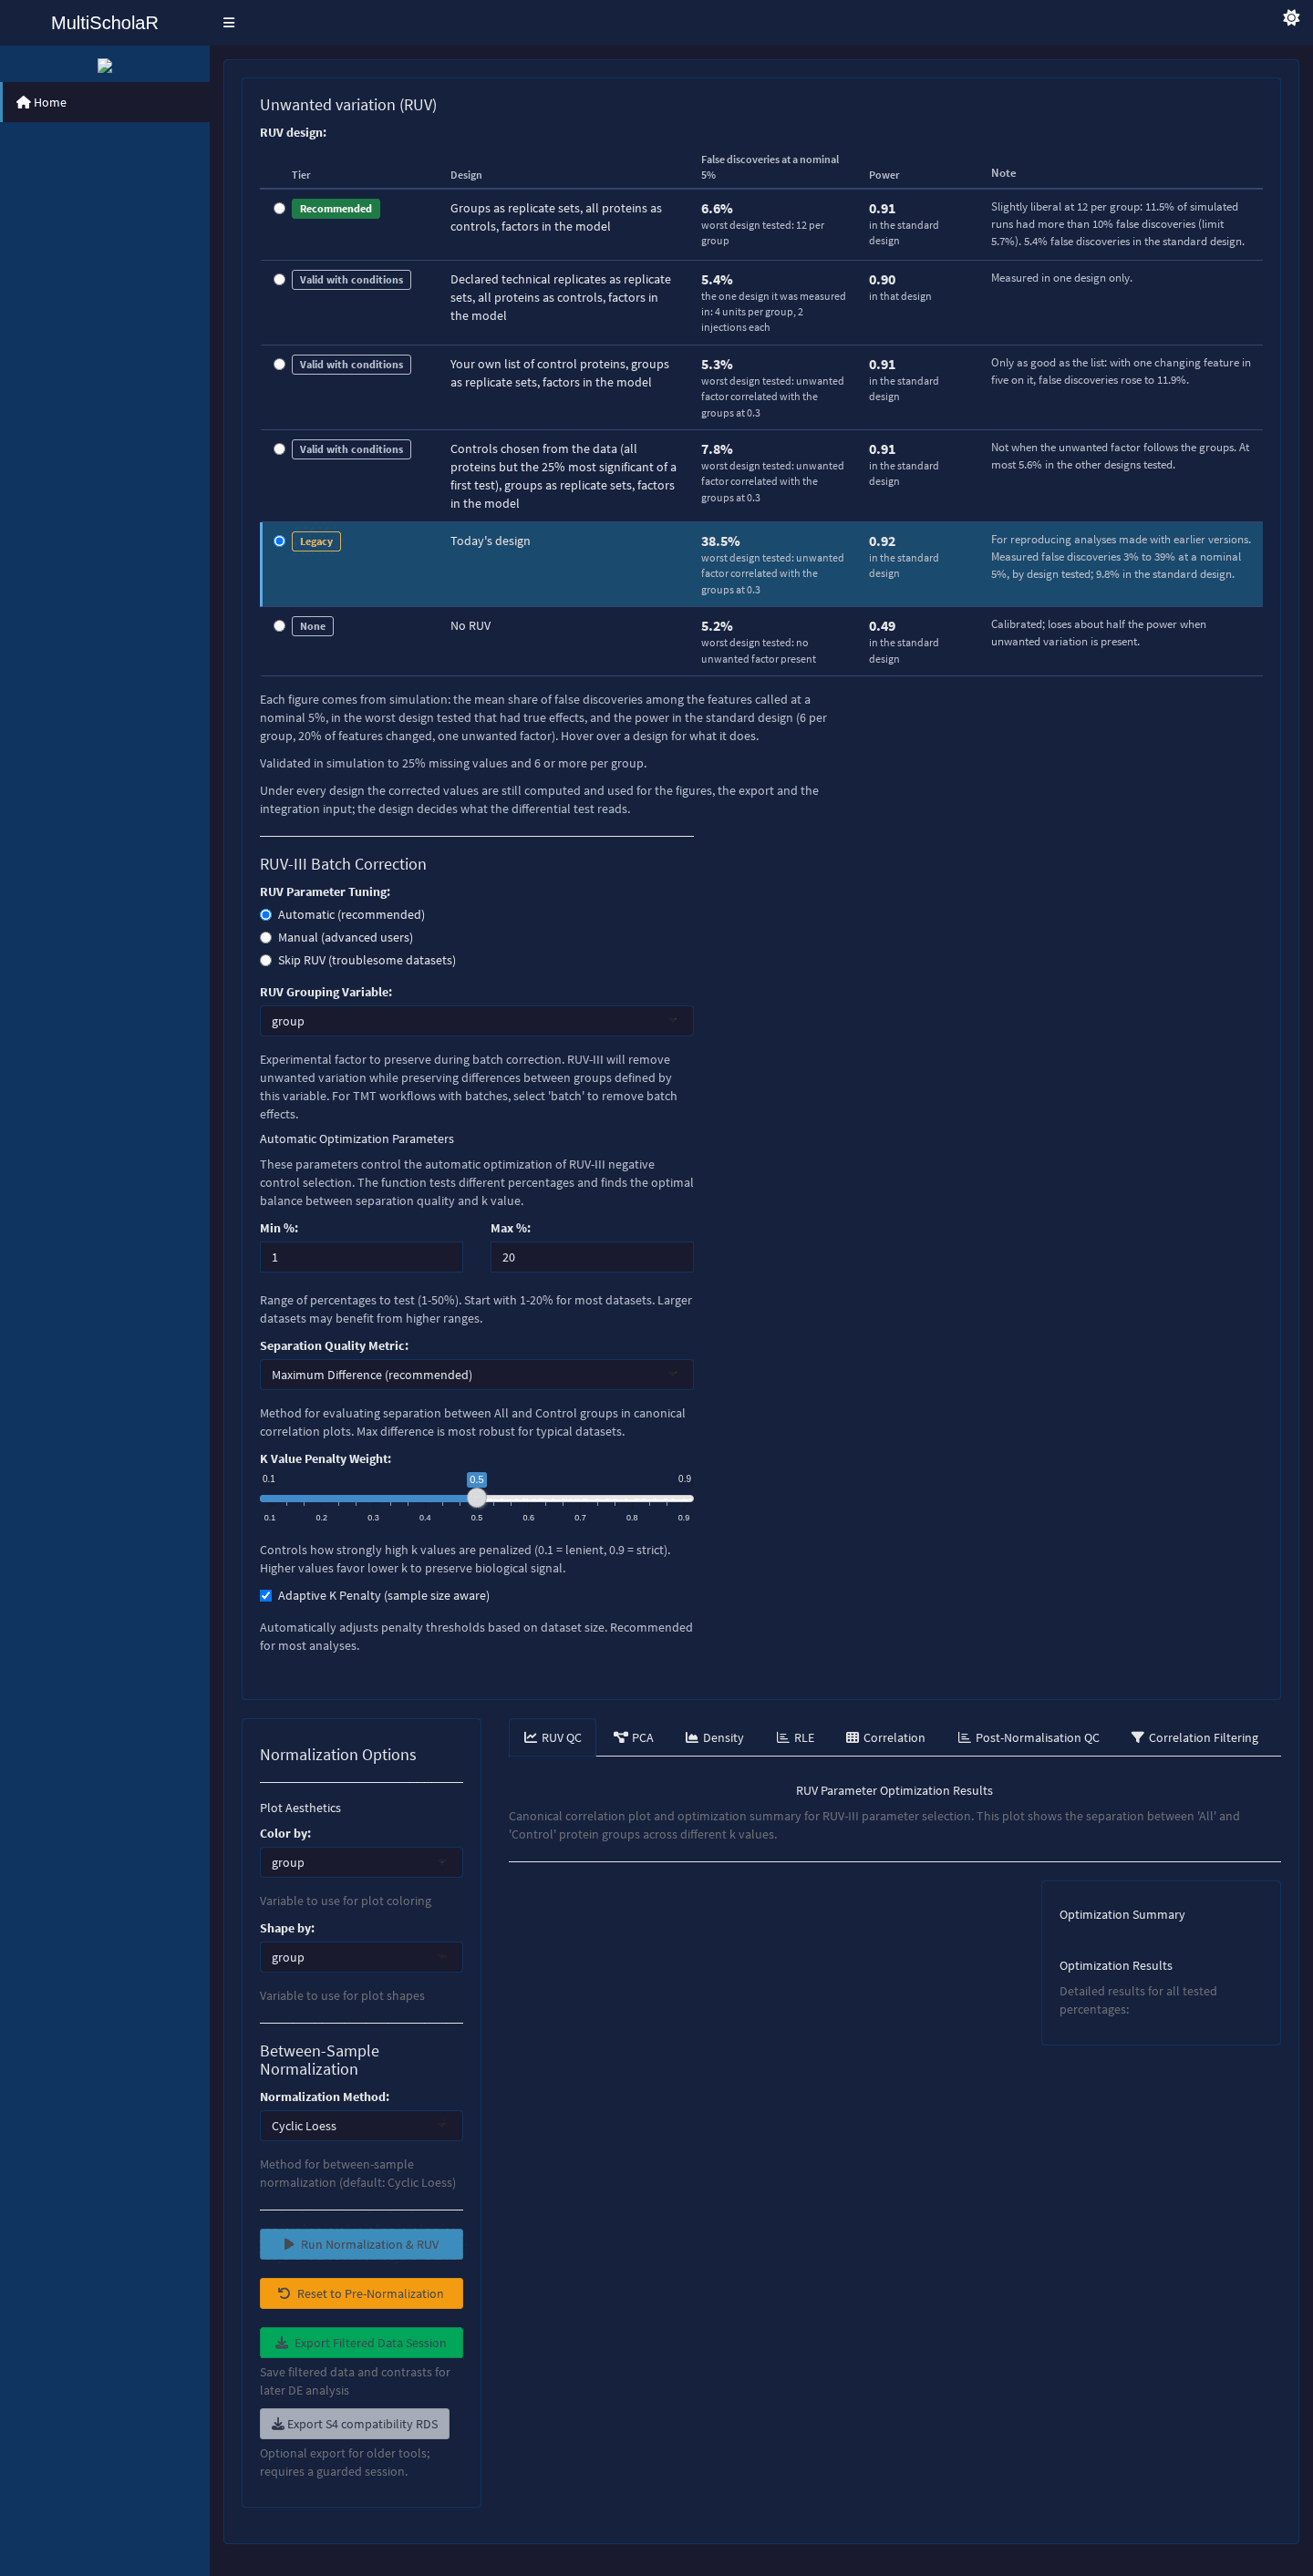 MultiScholaR
Home
Unwanted variation (RUV)
RUV design:
Tier
Design
False discoveries at a nominal
5%
Power
Note
Recommended
Groups as replicate sets, all proteins as
controls, factors in the model
6.6%
worst design tested: 12 per
group
0.91
in the standard
design
Slightly liberal at 12 per group: 11.5% of simulated
runs had more than 10% false discoveries (limit
5.7%). 5.4% false discoveries in the standard design.
Valid with conditions
Declared technical replicates as replicate
sets, all proteins as controls, factors in
the model
5.4%
the one design it was measured
in: 4 units per group, 2
injections each
0.90
in that design
Measured in one design only.
Valid with conditions
Your own list of control proteins, groups
as replicate sets, factors in the model
5.3%
worst design tested: unwanted
factor correlated with the
groups at 0.3
0.91
in the standard
design
Only as good as the list: with one changing feature in
five on it, false discoveries rose to 11.9%.
Valid with conditions
Controls chosen from the data (all
proteins but the 25% most significant of a
first test), groups as replicate sets, factors
in the model
7.8%
worst design tested: unwanted
factor correlated with the
groups at 0.3
0.91
in the standard
design
Not when the unwanted factor follows the groups. At
most 5.6% in the other designs tested.
Legacy
Today's design
38.5%
worst design tested: unwanted
factor correlated with the
groups at 0.3
0.92
in the standard
design
For reproducing analyses made with earlier versions.
Measured false discoveries 3% to 39% at a nominal
5%, by design tested; 9.8% in the standard design.
None
No RUV
5.2%
worst design tested: no
unwanted factor present
0.49
in the standard
design
Calibrated; loses about half the power when
unwanted variation is present.
Each figure comes from simulation: the mean share of false discoveries among the features called at a
nominal 5%, in the worst design tested that had true effects, and the power in the standard design (6 per
group, 20% of features changed, one unwanted factor). Hover over a design for what it does.
Validated in simulation to 25% missing values and 6 or more per group.
Under every design the corrected values are still computed and used for the figures, the export and the
integration input; the design decides what the differential test reads.
RUV-III Batch Correction
RUV Parameter Tuning:
Automatic (recommended)
Manual (advanced users)
Skip RUV (troublesome datasets)
RUV Grouping Variable:
group
Experimental factor to preserve during batch correction. RUV-III will remove
unwanted variation while preserving differences between groups defined by
this variable. For TMT workflows with batches, select 'batch' to remove batch
effects.
Automatic Optimization Parameters
These parameters control the automatic optimization of RUV-III negative
control selection. The function tests different percentages and finds the optimal
balance between separation quality and k value.
Min %:
Max %:
1
20
Range of percentages to test (1-50%). Start with 1-20% for most datasets. Larger
datasets may benefit from higher ranges.
Separation Quality Metric:
Maximum Difference (recommended)
Method for evaluating separation between All and Control groups in canonical
correlation plots. Max difference is most robust for typical datasets.
K Value Penalty Weight:
0.1 0.5 0.9
0.1 0.2 0.3 0.4 0.5 0.6 0.7 0.8 0.9
Controls how strongly high k values are penalized (0.1 = lenient, 0.9 = strict).
Higher values favor lower k to preserve biological signal.
Adaptive K Penalty (sample size aware)
Automatically adjusts penalty thresholds based on dataset size. Recommended
for most analyses.
Normalization Options
Plot Aesthetics
Color by:
group
Variable to use for plot coloring
Shape by:
group
Variable to use for plot shapes
Between-Sample
Normalization
Normalization Method:
Cyclic Loess
Method for between-sample
normalization (default: Cyclic Loess)
Run Normalization & RUV
Reset to Pre-Normalization
Export Filtered Data Session
Save filtered data and contrasts for
later DE analysis
Export S4 compatibility RDS
Optional export for older tools;
requires a guarded session.
RUV QC
PCA
Density
RLE
Correlation
Post-Normalisation QC
Correlation Filtering
RUV Parameter Optimization Results
Canonical correlation plot and optimization summary for RUV-III parameter selection. This plot shows the separation between 'All' and
'Control' protein groups across different k values.
Optimization Summary
Optimization Results
Detailed results for all tested
percentages: